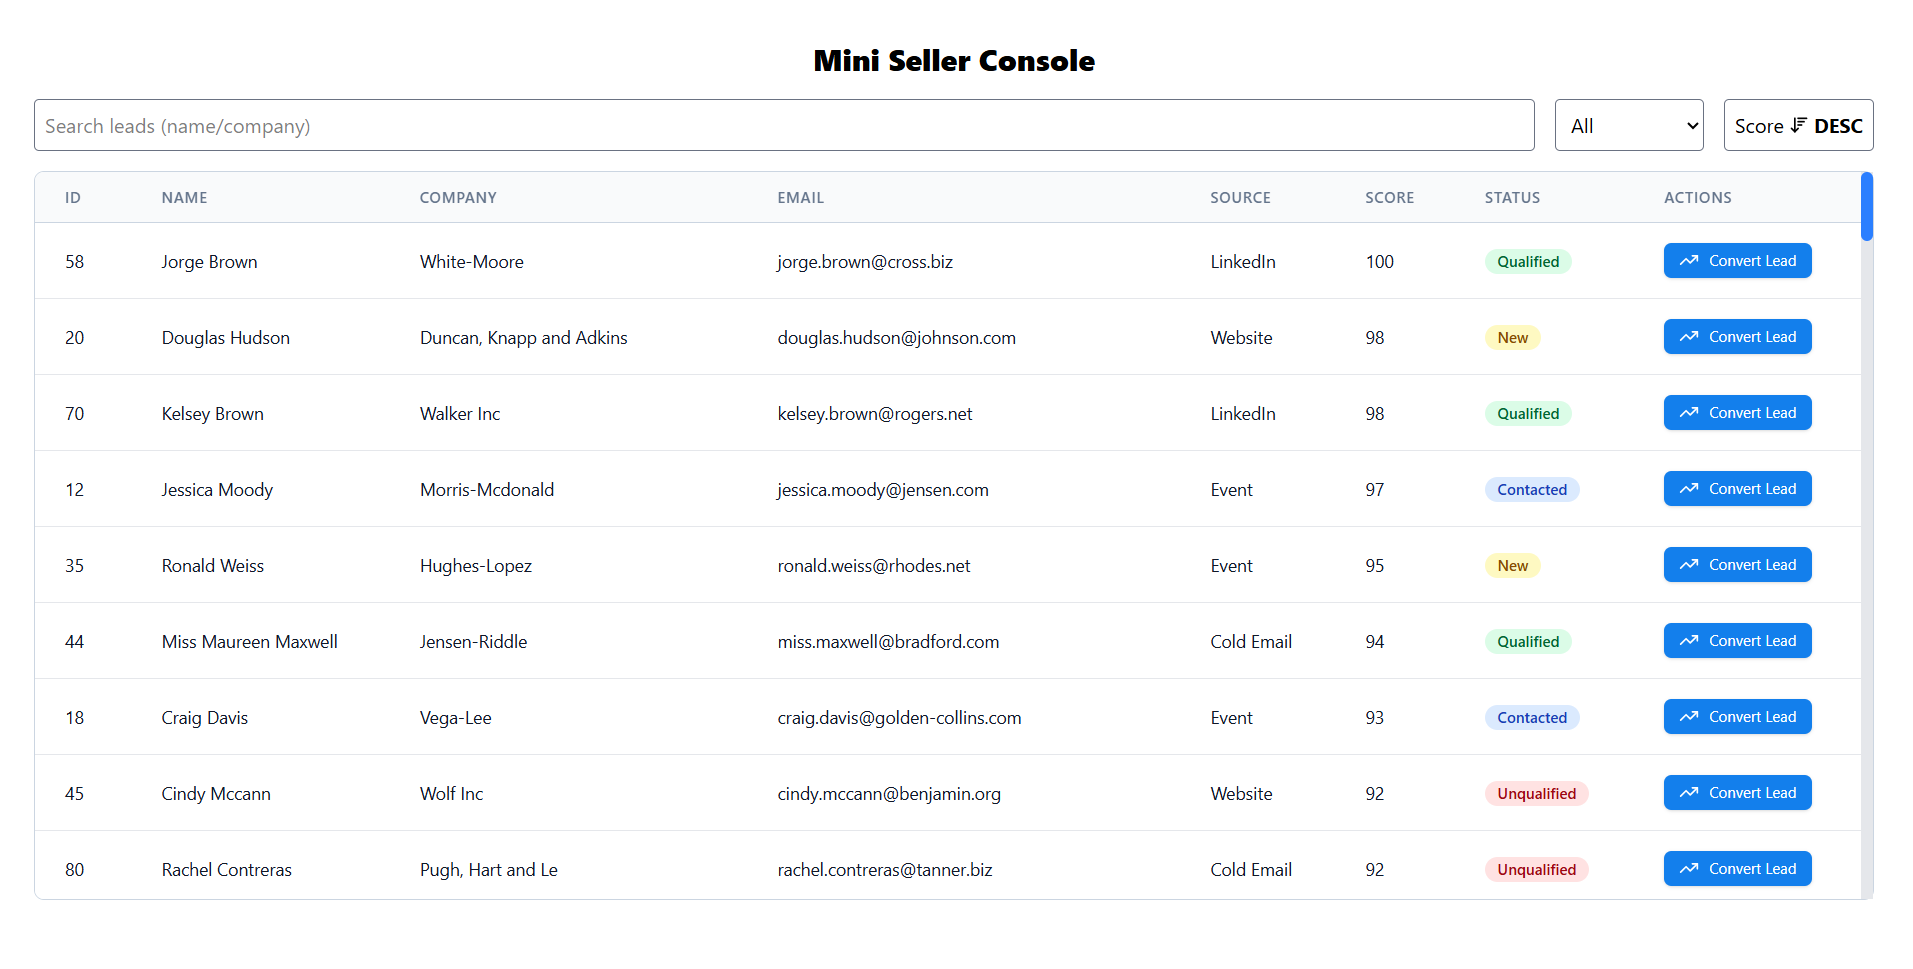 Mini Seller Console
Search leads (name/company) All Score DESC
ID NAME COMPANY EMAIL SOURCE SCORE STATUS ACTIONS
58 Jorge Brown White-Moore jorge.brown@cross.biz LinkedIn 100 Qualified Convert Lead
20 Douglas Hudson Duncan, Knapp and Adkins douglas.hudson@johnson.com Website 98 New Convert Lead
70 Kelsey Brown Walker Inc kelsey.brown@rogers.net LinkedIn 98 Qualified Convert Lead
12 Jessica Moody Morris-Mcdonald jessica.moody@jensen.com Event 97 Contacted Convert Lead
35 Ronald Weiss Hughes-Lopez ronald.weiss@rhodes.net Event 95 New Convert Lead
44 Miss Maureen Maxwell Jensen-Riddle miss.maxwell@bradford.com Cold Email 94 Qualified Convert Lead
18 Craig Davis Vega-Lee craig.davis@golden-collins.com Event 93 Contacted Convert Lead
45 Cindy Mccann Wolf Inc cindy.mccann@benjamin.org Website 92 Unqualified Convert Lead
80 Rachel Contreras Pugh, Hart and Le rachel.contreras@tanner.biz Cold Email 92 Unqualified Convert Lead